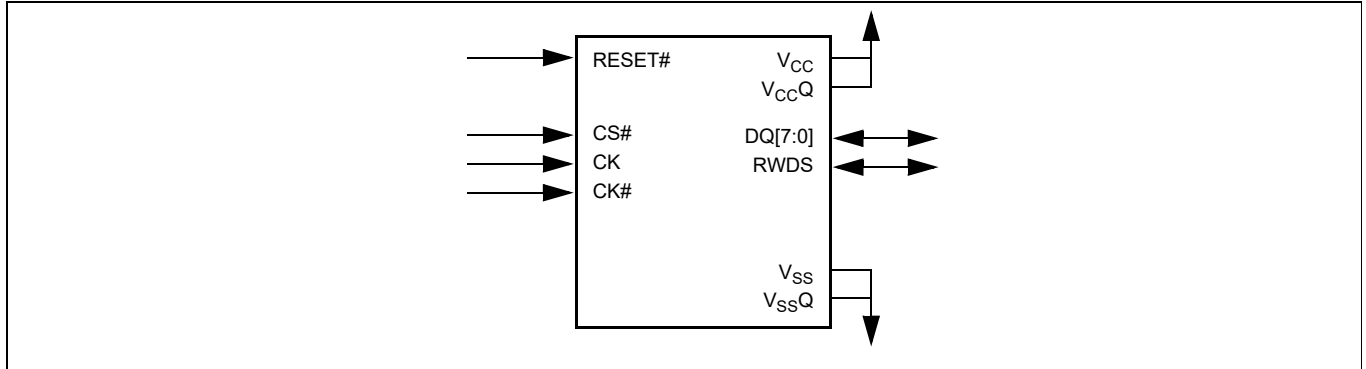 RESET#
CS#
CK
CK#
VCC
VCCQ
DQ[7:0]
RWDS
VSS
VSSQ